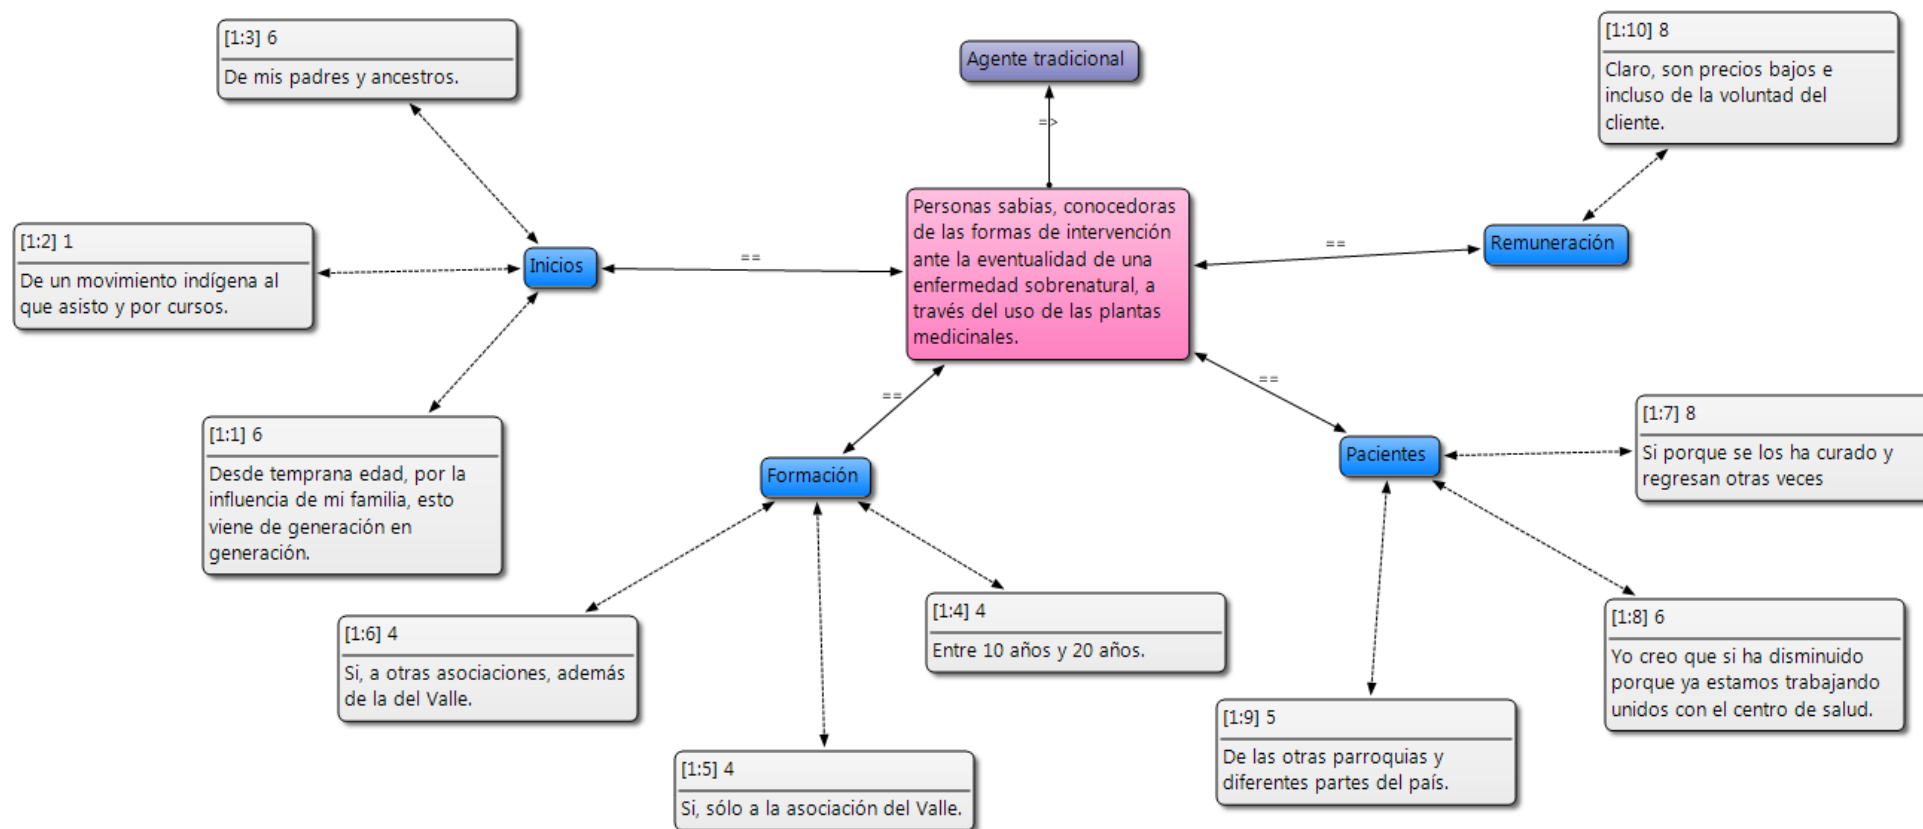 [1:3] 6
De mis padres y ancestros.
Agente tradicional
[1:10] 8
Claro, son precios bajos e
incluso de la voluntad del
cliente.
=>
[1:2] 1
De un movimiento indígena al
que asisto y por cursos.
Inicios
==
Personas sabias, conocedoras
de las formas de intervención
ante la eventualidad de una
enfermedad sobrenatural, a
través del uso de las plantas
medicinales.
==
Remuneración
[1:1] 6
Desde temprana edad, por la
influencia de mi familia, esto
viene de generación en
generación.
==
Formación
==
Pacientes
[1:7] 8
Si porque se los ha curado y
regresan otras veces
[1:6] 4
Si, a otras asociaciones, además
de la del Valle.
[1:5] 4
Si, sólo a la asociación del Valle.
[1:4] 4
Entre 10 años y 20 años.
[1:9] 5
De las otras parroquias y
diferentes partes del país.
[1:8] 6
Yo creo que si ha disminuido
porque ya estamos trabajando
unidos con el centro de salud.